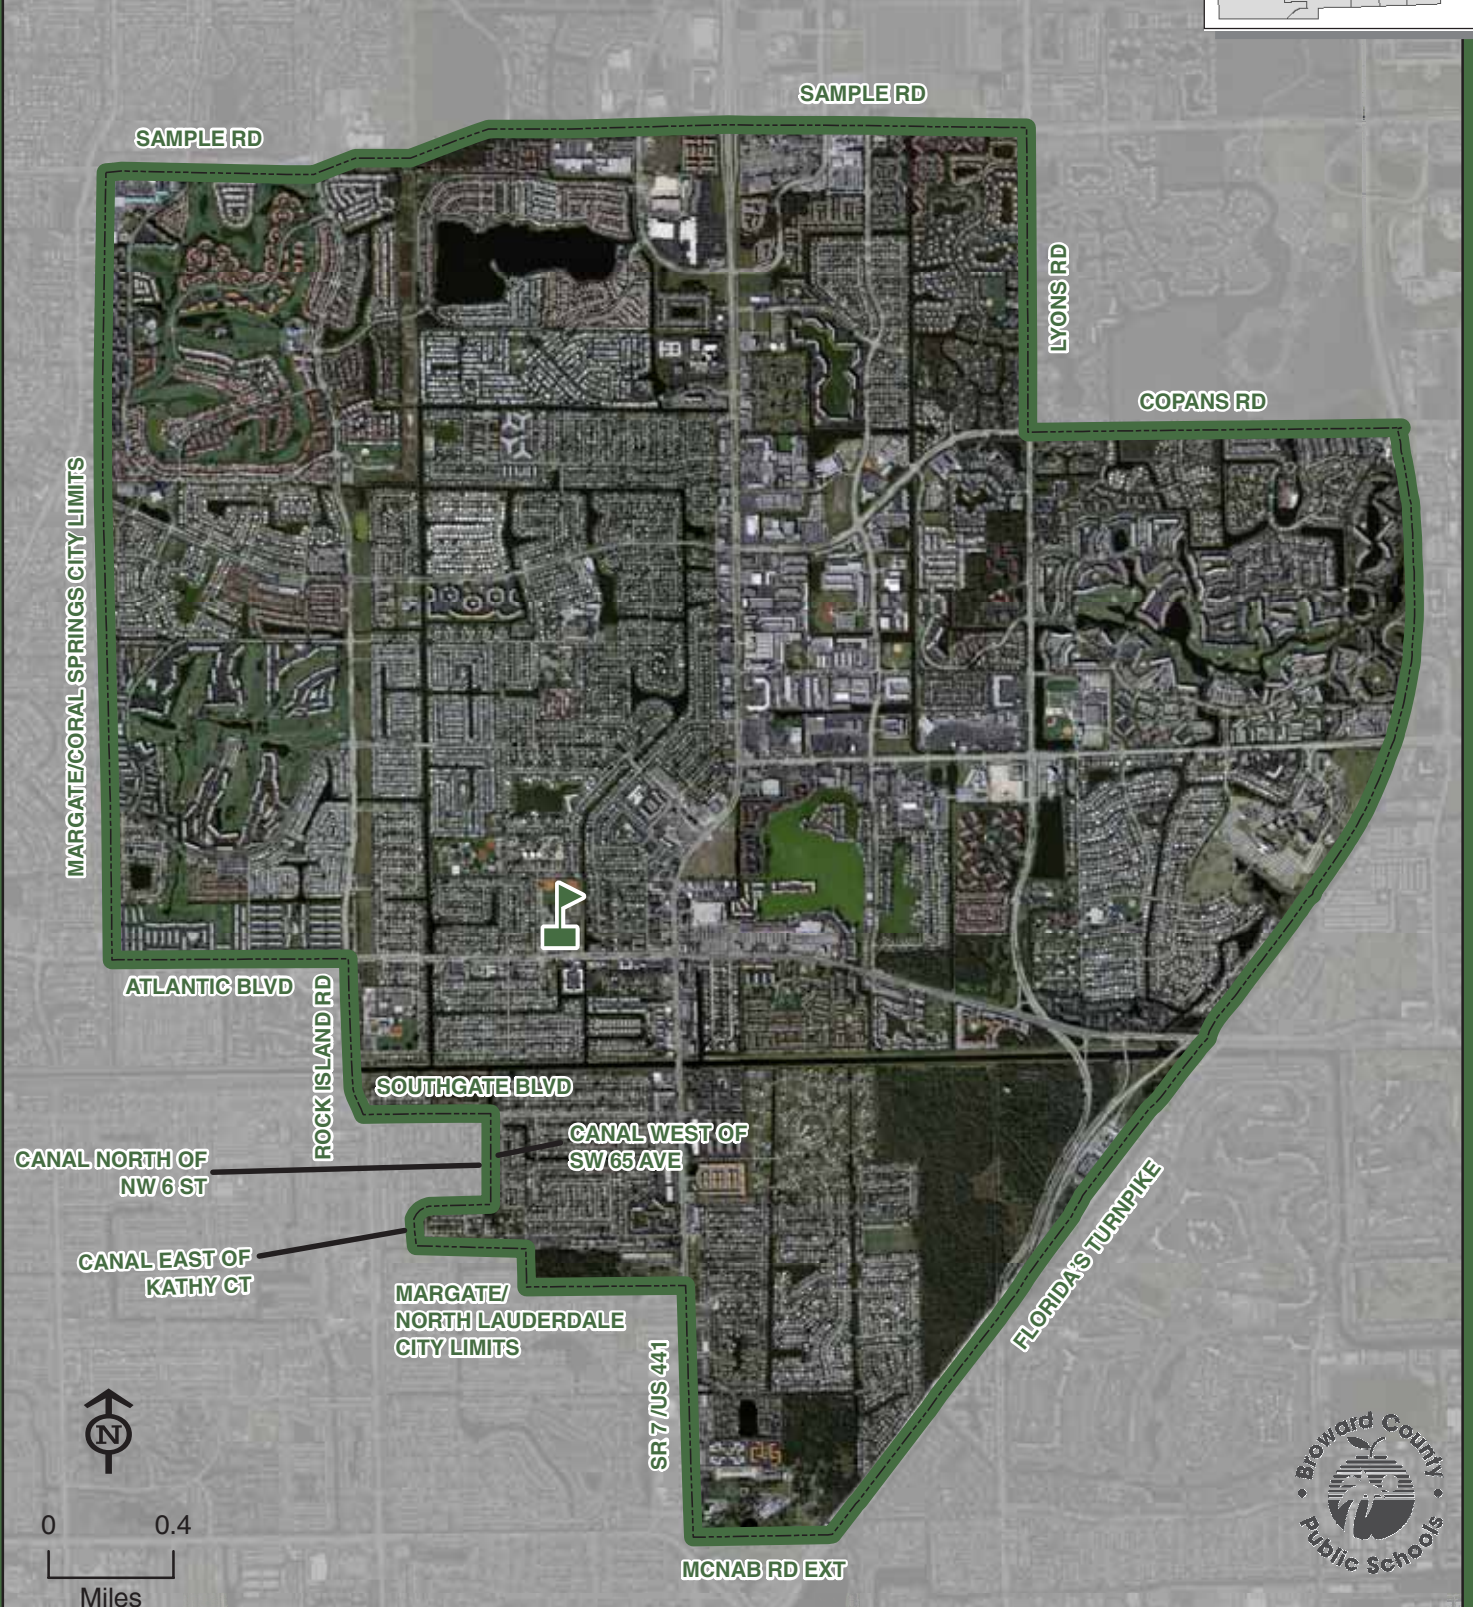 SAMPLE RD
SAMPLE RD
LYONS RD
COPANS RD
MARGATE/CORAL SPRINGS CITY LIMITS
ATLANTIC BLVD
ROCK ISLAND RD
SOUTHGATE BLVD
CANAL WEST OF
SW 65 AVE
CANAL NORTH OF
NW 6 ST
CANAL EAST OF
KATHY CT
MARGATE/
NORTH LAUDERDALE
CITY LIMITS
FLORIDA'S TURNPIKE
SR 7 /US 441
MCNAB RD EXT
N
0 0.4
Miles
Broward County
Public Schools